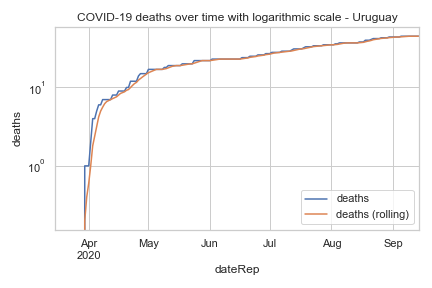 COVID-19 deaths over time with logarithmic scale - Uruguay
deaths
10¹
10⁰
deaths
deaths (rolling)
Apr
2020
May
Jun
Jul
Aug
Sep
dateRep